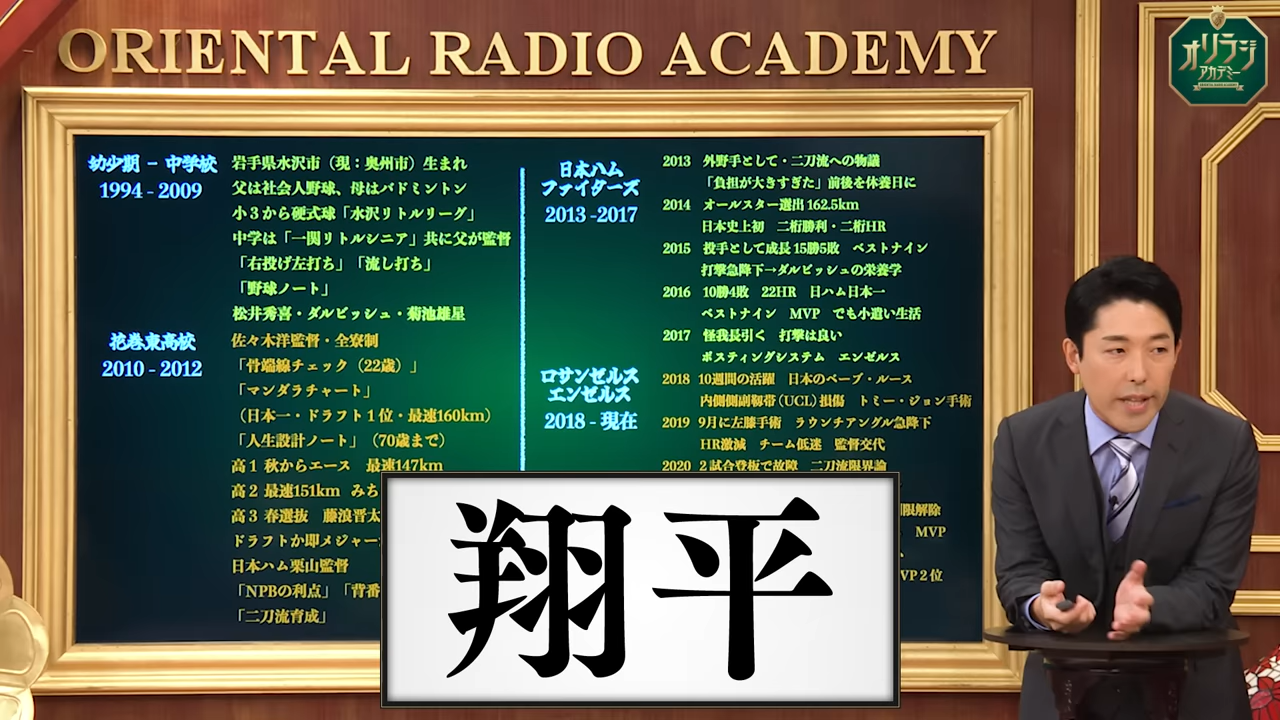 ORIENTAL RADIO ACADEMY
オリラジ
アカデミー
幼少期 - 中学校
1994 - 2009
岩手県水沢市（現：奥州市）生まれ
父は社会人野球、母はバドミントン
小３から硬式球「水沢リトルリーグ」
中学は「一関リトルシニア」共に父が監督
「右投げ左打ち」「流し打ち」
「野球ノート」
松井秀喜・ダルビッシュ・菊池雄星
花巻東高校
2010 - 2012
佐々木洋監督・全寮制
「骨端線チェック（22歳）」
「マンダラチャート」
（日本一・ドラフト１位・最速160km）
「人生設計ノート」（70歳まで）
高１ 秋からエース　最速147km
高２ 最速151km　みち
高３ 春選抜　藤浪晋太
ドラフトか即メジャー
日本ハム栗山監督
「NPBの利点」「背番
「二刀流育成」
日本ハム
ファイターズ
2013 -2017
2013　外野手として・二刀流への物議
「負担が大きすぎた」前後を休養日に
2014　オールスター選出 162.5km
日本史上初　二桁勝利・二桁HR
2015　投手として成長 15勝5敗　ベストナイン
打撃急降下→ダルビッシュの栄養学
2016　10勝4敗　22HR　日ハム日本一
ベストナイン　MVP　でも小遣い生活
2017　怪我長引く　打撃は良い
ポスティングシステム　エンゼルス
ロサンゼルス
エンゼルス
2018 - 現在
2018　10週間の活躍　日本のベーブ・ルース
内側側副靱帯（UCL）損傷　トミー・ジョン手術
2019　9月に左膝手術　ラウンチアングル急降下
HR激減　チーム低迷　監督交代
2020　２試合登板で故障　二刀流限界論
限解除
MVP
VP２位
翔平